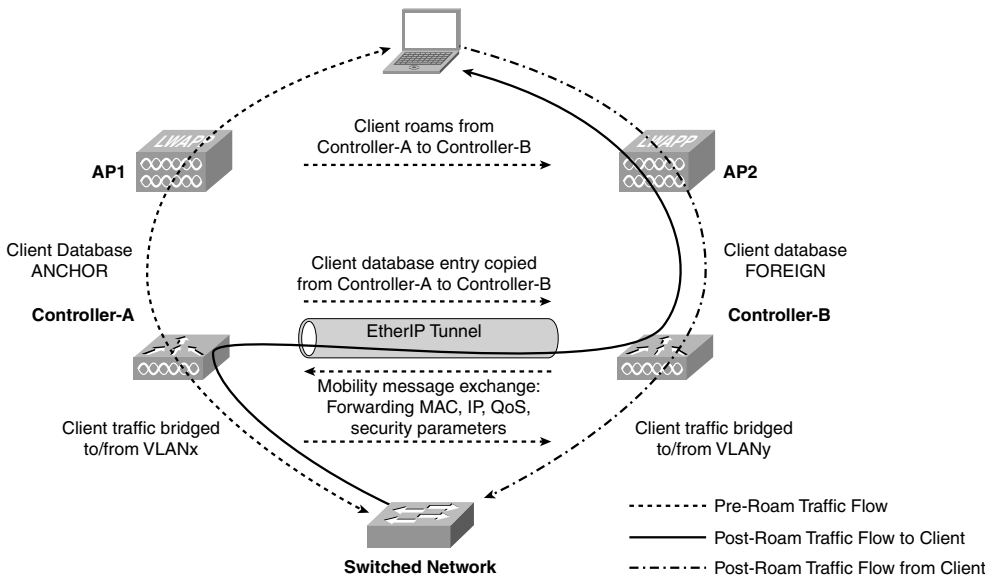 LWAPP
LWAPP
Client roams from
Controller-A to Controller-B
AP1
AP2
Client Database
ANCHOR
Client database entry copied
from Controller-A to Controller-B
Client database
FOREIGN
Controller-A
EtherIP Tunnel
Controller-B
Mobility message exchange:
Forwarding MAC, IP, QoS,
security parameters
Client traffic bridged
to/from VLANx
Client traffic bridged
to/from VLANy
Pre-Roam Traffic Flow
Post-Roam Traffic Flow to Client
Post-Roam Traffic Flow from Client
Switched Network